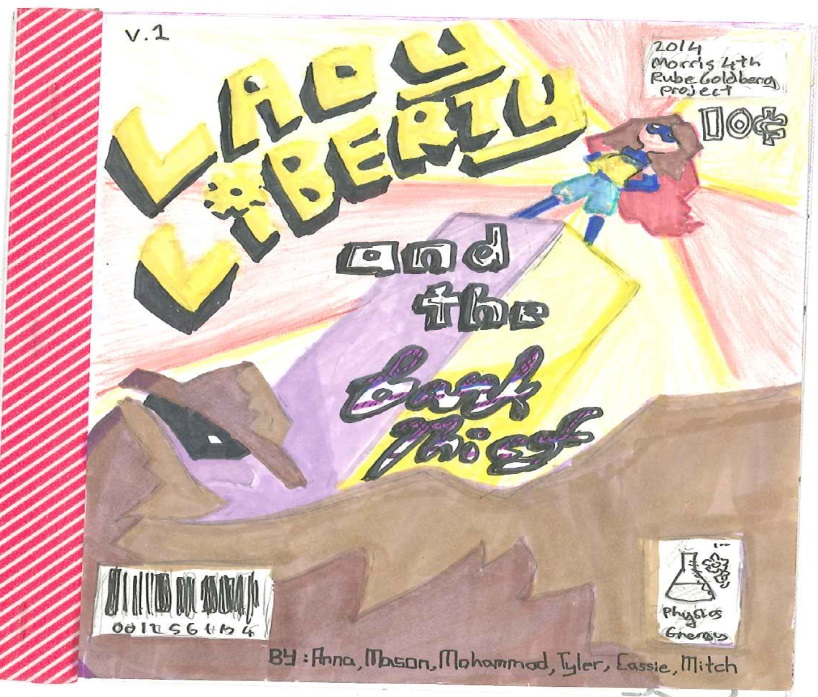 v.1
2014
Morris 4th
Rube Goldberg
project
10¢
LADY
LIBERTY
and
the
Bank
Thief
Physics
Energy
BY: Anna, Mason, Mohammad, Tyler, Cassie, Mitch